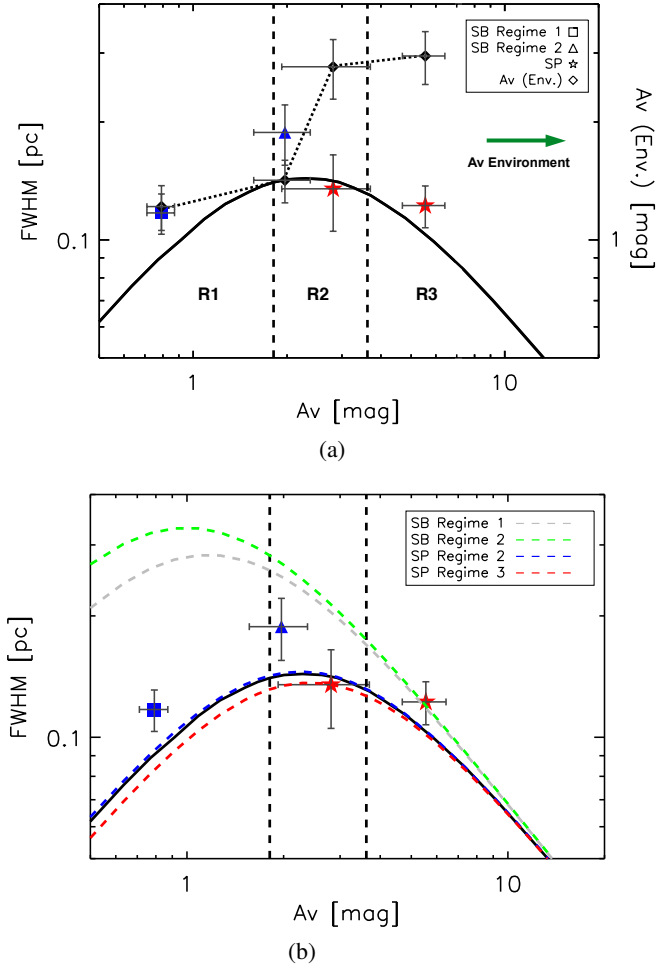 SB Regime 1
SB Regime 2
SP
Av (Env.)
Av Environment
FWHM [pc]
0.1
Av (Env.) [mag]
1
R1
R2
R3
1
10
Av [mag]
(a)
SB Regime 1
SB Regime 2
SP Regime 2
SP Regime 3
FWHM [pc]
0.1
1
10
Av [mag]
(b)